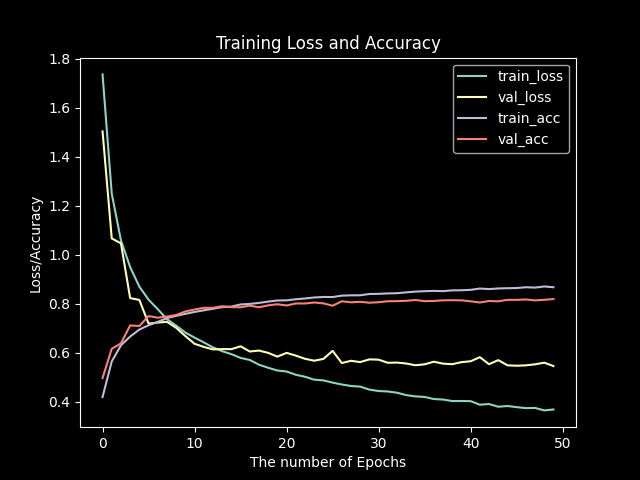 Training Loss and Accuracy
1.8
1.6
1.4
1.2
1.0
0.8
0.6
0.4
Loss/Accuracy
train_loss
val_loss
train_acc
val_acc
0 10 20 30 40 50
The number of Epochs